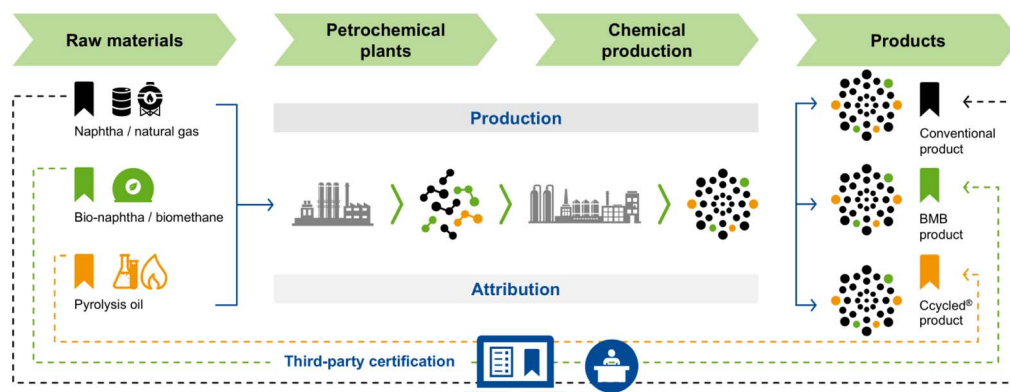 Raw materials
Petrochemical
plants
Chemical
production
Products
Naphtha / natural gas
Bio-naphtha / biomethane
Pyrolysis oil
Production
Attribution
Conventional
product
BMB
product
Ccycled®
product
Third-party certification